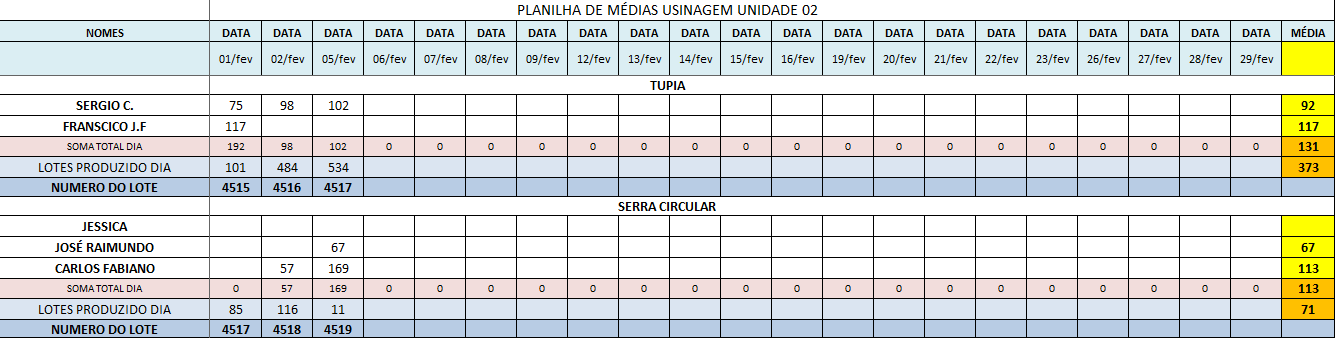 PLANILHA DE MÉDIAS USINAGEM UNIDADE 02
NOMES DATA DATA DATA DATA DATA DATA DATA DATA DATA DATA DATA DATA DATA DATA DATA DATA DATA DATA DATA DATA DATA MÉDIA
01/fev 02/fev 05/fev 06/fev 07/fev 08/fev 09/fev 12/fev 13/fev 14/fev 15/fev 16/fev 19/fev 20/fev 21/fev 22/fev 23/fev 26/fev 27/fev 28/fev 29/fev
TUPIA
SERGIO C. 75 98 102 92
FRANSCICO J.F 117 117
SOMA TOTAL DIA 192 98 102 0 0 0 0 0 0 0 0 0 0 0 0 0 0 0 0 0 0 131
LOTES PRODUZIDO DIA 101 484 534 373
NUMERO DO LOTE 4515 4516 4517
SERRA CIRCULAR
JESSICA
JOSÉ RAIMUNDO 67 67
CARLOS FABIANO 57 169 113
SOMA TOTAL DIA 0 57 169 0 0 0 0 0 0 0 0 0 0 0 0 0 0 0 0 0 0 113
LOTES PRODUZIDO DIA 85 116 11 71
NUMERO DO LOTE 4517 4518 4519